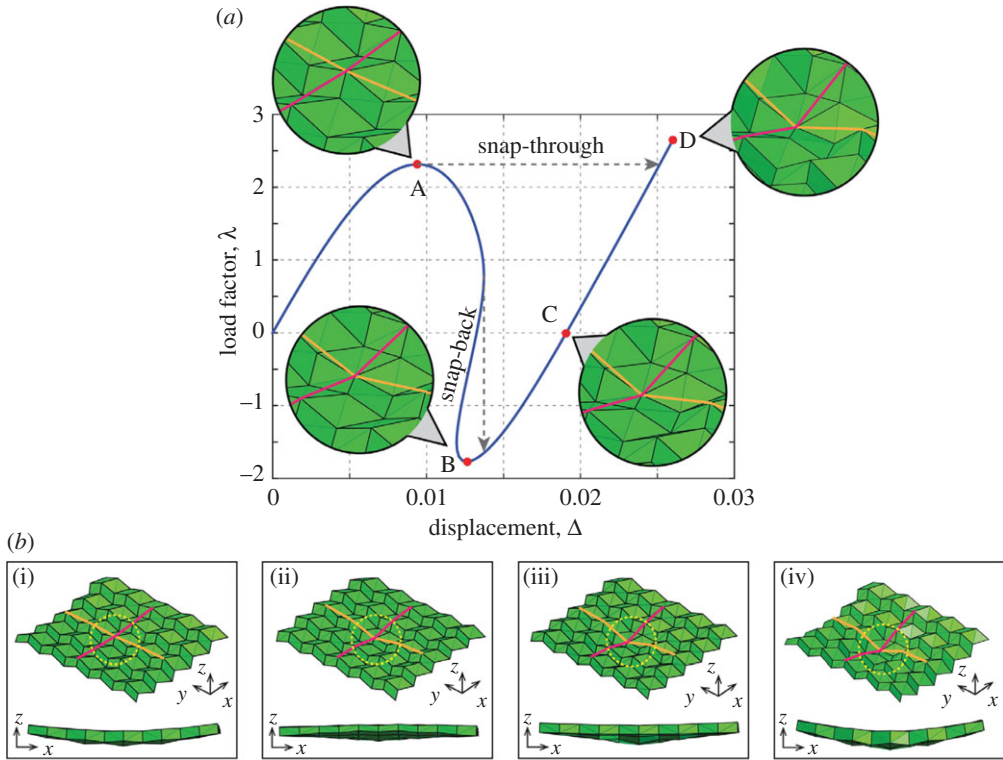 (a)
3
2
1
0
−1
−2
load factor, λ
0
0.01
0.02
0.03
displacement, Δ
snap-through
snap-back
A
B
C
D
(b)
(i)
z
y
x
z
x
(ii)
z
y
x
z
x
(iii)
z
y
x
z
x
(iv)
z
y
x
z
x